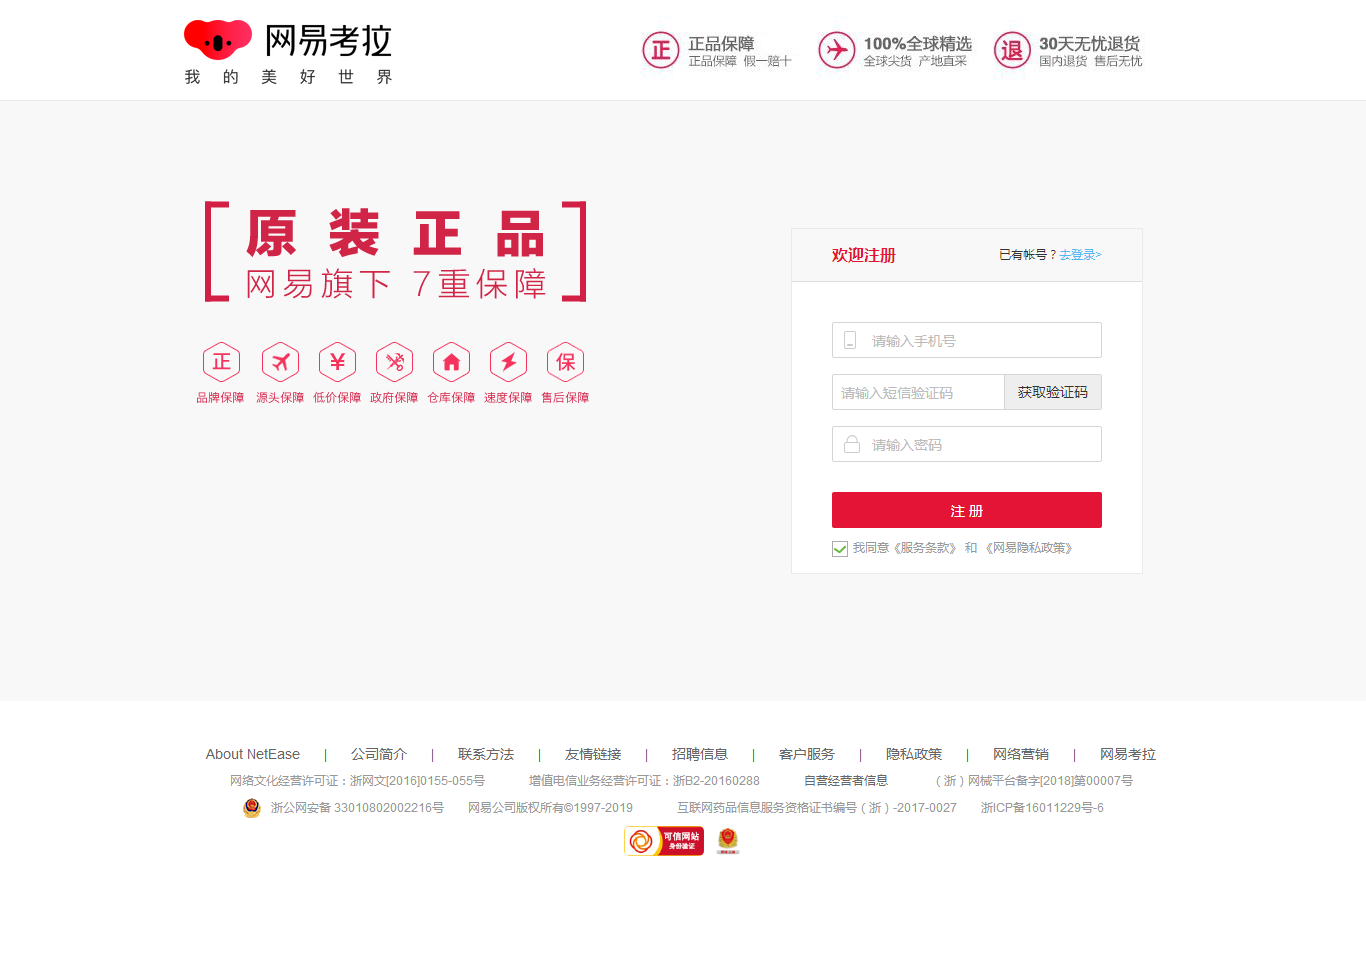 网易考拉
我的美好世界
正 正品保障
正品保障 假一赔十
100%全球精选
全球尖货 产地直采
退 30天无忧退货
国内退货 售后无忧
原装正品
网易旗下 7重保障
正 ¥ 保
品牌保障 源头保障 低价保障 政府保障 仓库保障 速度保障 售后保障
欢迎注册 已有帐号？去登录>
请输入手机号
请输入短信验证码 获取验证码
请输入密码
注 册
我同意《服务条款》 和 《网易隐私政策》
About NetEase | 公司简介 | 联系方法 | 友情链接 | 招聘信息 | 客户服务 | 隐私政策 | 网络营销 | 网易考拉
网络文化经营许可证：浙网文[2016]0155-055号 增值电信业务经营许可证：浙B2-20160288 自营经营者信息 （浙）网械平台备字[2018]第00007号
浙公网安备 33010802002216号 网易公司版权所有©1997-2019 互联网药品信息服务资格证书编号（浙）-2017-0027 浙ICP备16011229号-6
可信网站
身份验证